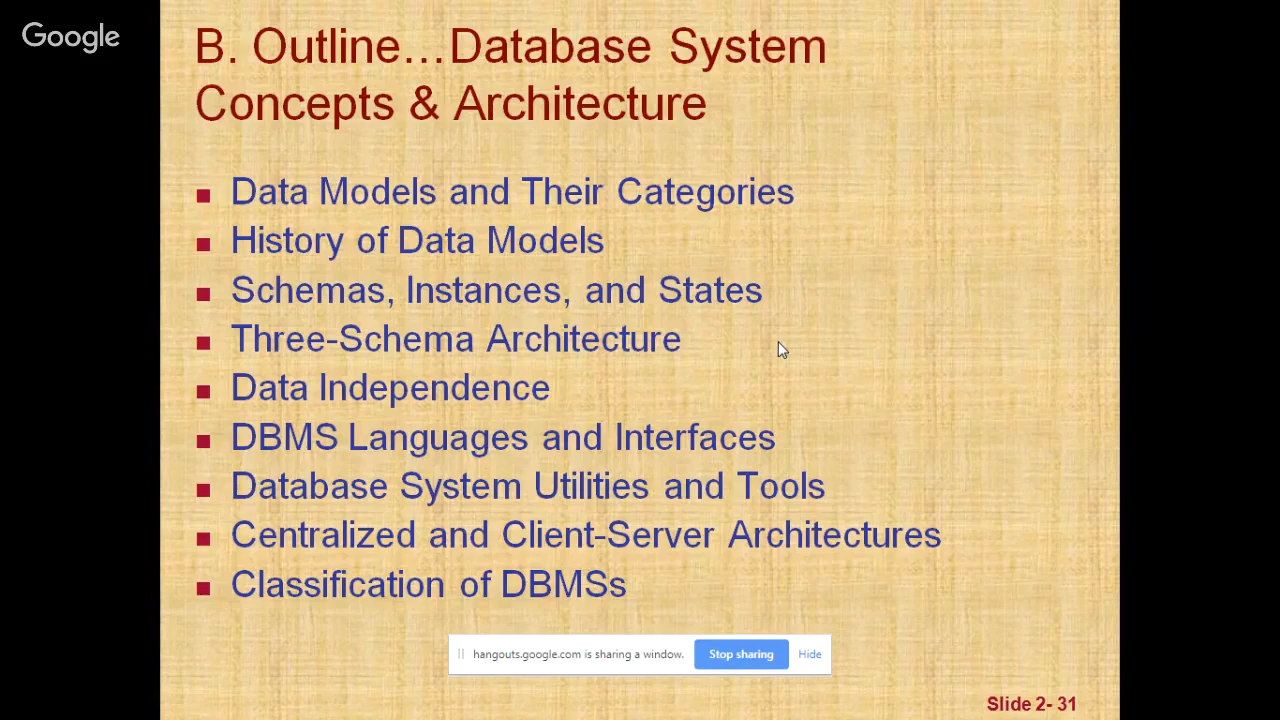 Google
B. Outline…Database System
Concepts & Architecture
Data Models and Their Categories
History of Data Models
Schemas, Instances, and States
Three-Schema Architecture
Data Independence
DBMS Languages and Interfaces
Database System Utilities and Tools
Centralized and Client-Server Architectures
Classification of DBMSs
hangouts.google.com is sharing a window. Stop sharing Hide
Slide 2- 31